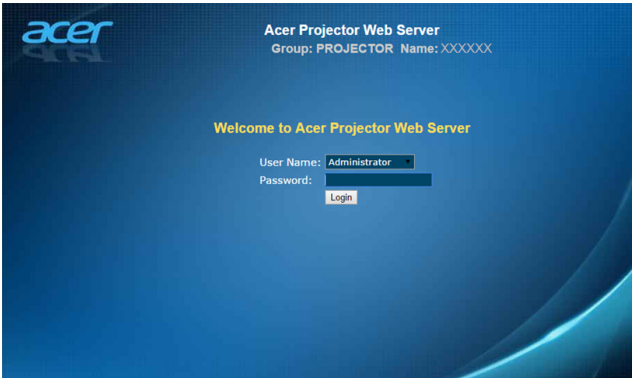 acer
Acer Projector Web Server
Group: PROJECTOR Name: XXXXXX
Welcome to Acer Projector Web Server
User Name: Administrator
Password:
Login